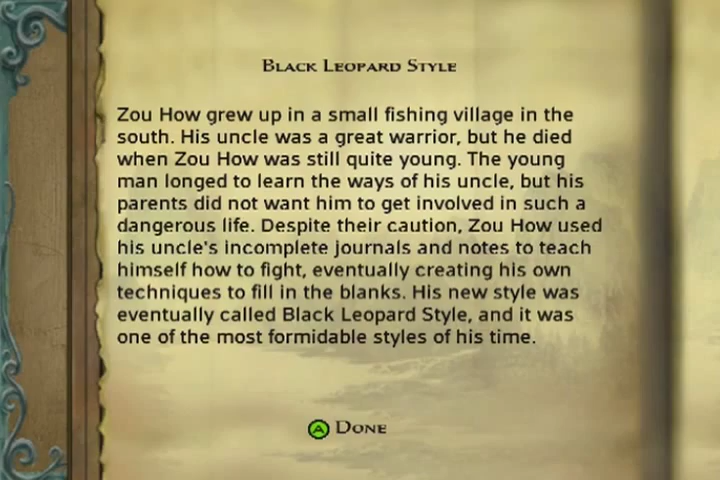 Black Leopard Style
Zou How grew up in a small fishing village in the
south. His uncle was a great warrior, but he died
when Zou How was still quite young. The young
man longed to learn the ways of his uncle, but his
parents did not want him to get involved in such a
dangerous life. Despite their caution, Zou How used
his uncle's incomplete journals and notes to teach
himself how to fight, eventually creating his own
techniques to fill in the blanks. His new style was
eventually called Black Leopard Style, and it was
one of the most formidable styles of his time.
A Done